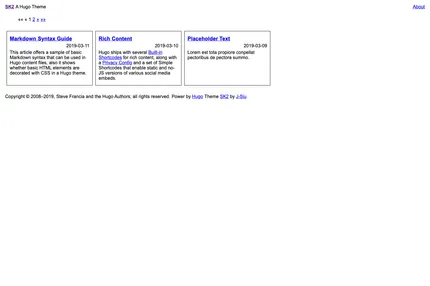 SK2 A Hugo Theme
About
«« « 1 2 » »»
Markdown Syntax Guide
2019-03-11
This article offers a sample of basic
Markdown syntax that can be used in
Hugo content files, also it shows
whether basic HTML elements are
decorated with CSS in a Hugo theme.
Rich Content
2019-03-10
Hugo ships with several Built-in
Shortcodes for rich content, along with
a Privacy Config and a set of Simple
Shortcodes that enable static and no-
JS versions of various social media
embeds.
Placeholder Text
2019-03-09
Lorem est tota propiore conpellat
pectoribus de pectora summo.
Copyright © 2008–2019, Steve Francia and the Hugo Authors; all rights reserved. Power by Hugo Theme SK2 by J-Siu